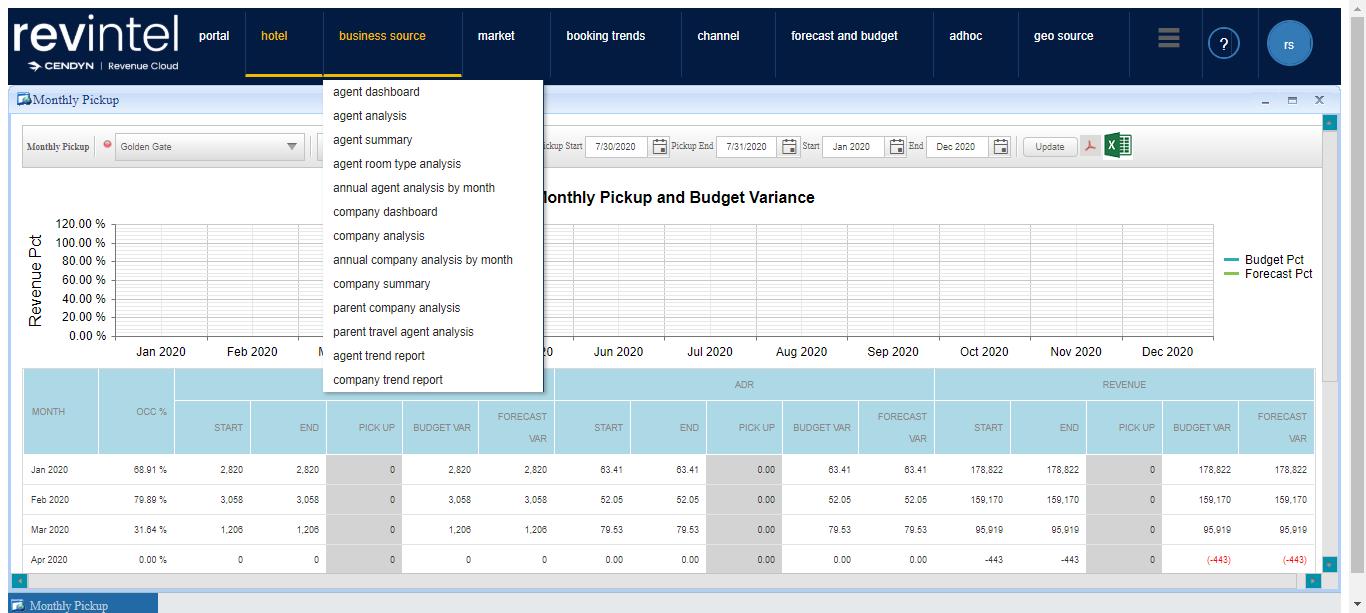 revintel
CENDYN | Revenue Cloud
portal hotel business source market booking trends channel forecast and budget adhoc geo source ? rs
Monthly Pickup
agent dashboard
agent analysis
agent summary
agent room type analysis
annual agent analysis by month
company dashboard
company analysis
annual company analysis by month
company summary
parent company analysis
parent travel agent analysis
agent trend report
company trend report
Monthly Pickup Golden Gate Start 7/30/2020 Pickup End 7/31/2020 Start Jan 2020 End Dec 2020 Update
Pickup and Budget Variance
Revenue Pct
120.00 %
100.00 %
80.00 %
60.00 %
40.00 %
20.00 %
0.00 %
Jan 2020 Feb 2020 Jun 2020 Jul 2020 Aug 2020 Sep 2020 Oct 2020 Nov 2020 Dec 2020
Budget Pct
Forecast Pct
MONTH OCC % ADR REVENUE
START END PICK UP BUDGET VAR FORECAST VAR START END PICK UP BUDGET VAR FORECAST VAR START END PICK UP BUDGET VAR FORECAST VAR
Jan 2020 68.91 % 2,820 2,820 0 2,820 2,820 63.41 63.41 0.00 63.41 63.41 178,822 178,822 0 178,822 178,822
Feb 2020 79.89 % 3,058 3,058 0 3,058 3,058 52.05 52.05 0.00 52.05 52.05 159,170 159,170 0 159,170 159,170
Mar 2020 31.64 % 1,206 1,206 0 1,206 1,206 79.53 79.53 0.00 79.53 79.53 95,919 95,919 0 95,919 95,919
Apr 2020 0.00 % 0 0 0 0 0 0.00 0.00 0.00 0.00 0.00 -443 -443 0 (-443) (-443)
Monthly Pickup